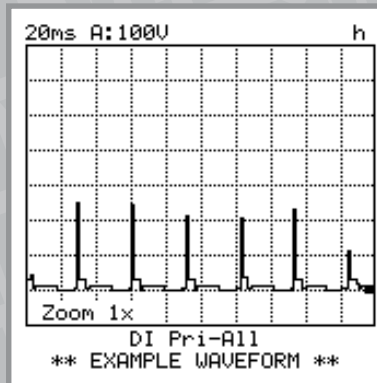 20ms A:100V h
Zoom 1x
DI Pri-All
** EXAMPLE WAVEFORM **